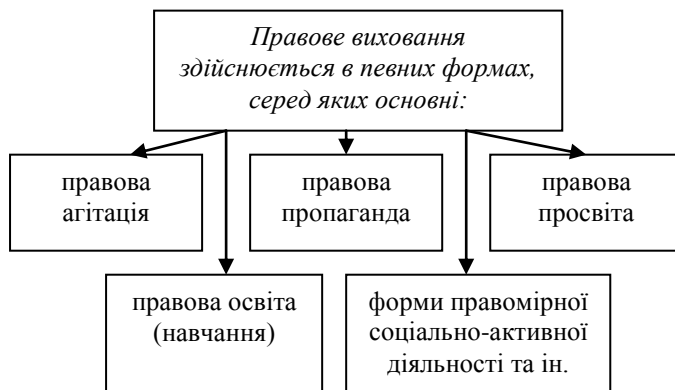 Правове виховання
здійснюється в певних формах,
серед яких основні:
правова
агітація
правова
пропаганда
правова
просвіта
правова освіта
(навчання)
форми правомірної
соціально-активної
діяльності та ін.